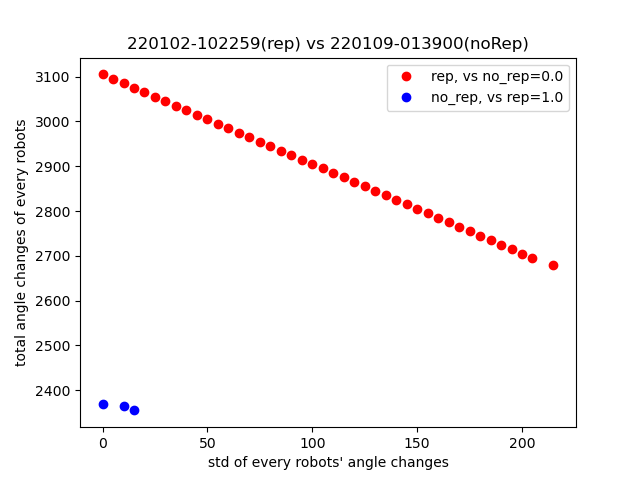 220102-102259(rep) vs 220109-013900(noRep)
rep, vs no_rep=0.0
no_rep, vs rep=1.0
total angle changes of every robots
3100
3000
2900
2800
2700
2600
2500
2400
0 50 100 150 200
std of every robots' angle changes